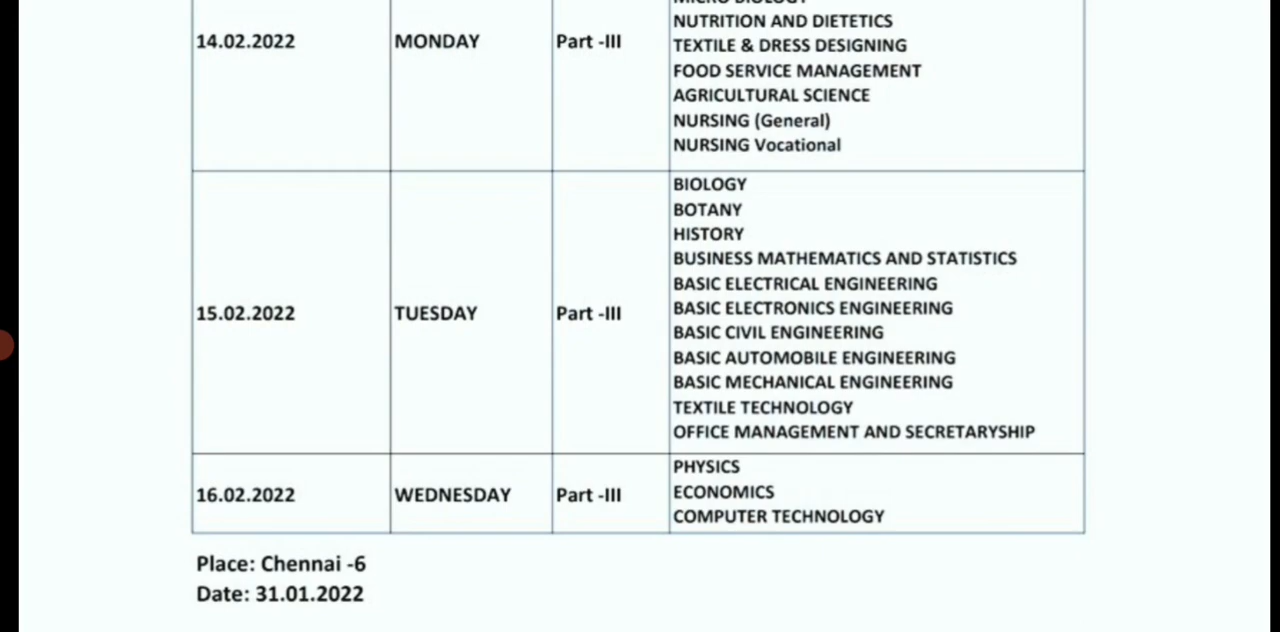 MICRO BIOLOGY
14.02.2022 MONDAY Part -III
NUTRITION AND DIETETICS
TEXTILE & DRESS DESIGNING
FOOD SERVICE MANAGEMENT
AGRICULTURAL SCIENCE
NURSING (General)
NURSING Vocational
15.02.2022 TUESDAY Part -III
BIOLOGY
BOTANY
HISTORY
BUSINESS MATHEMATICS AND STATISTICS
BASIC ELECTRICAL ENGINEERING
BASIC ELECTRONICS ENGINEERING
BASIC CIVIL ENGINEERING
BASIC AUTOMOBILE ENGINEERING
BASIC MECHANICAL ENGINEERING
TEXTILE TECHNOLOGY
OFFICE MANAGEMENT AND SECRETARYSHIP
16.02.2022 WEDNESDAY Part -III
PHYSICS
ECONOMICS
COMPUTER TECHNOLOGY
Place: Chennai -6
Date: 31.01.2022